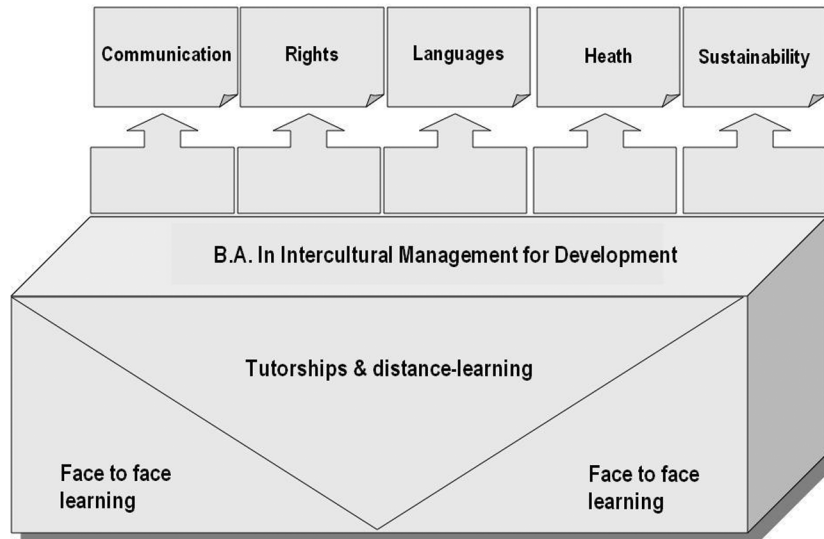 Communication
Rights
Languages
Heath
Sustainability
B.A. In Intercultural Management for Development
Tutorships & distance-learning
Face to face
learning
Face to face
learning